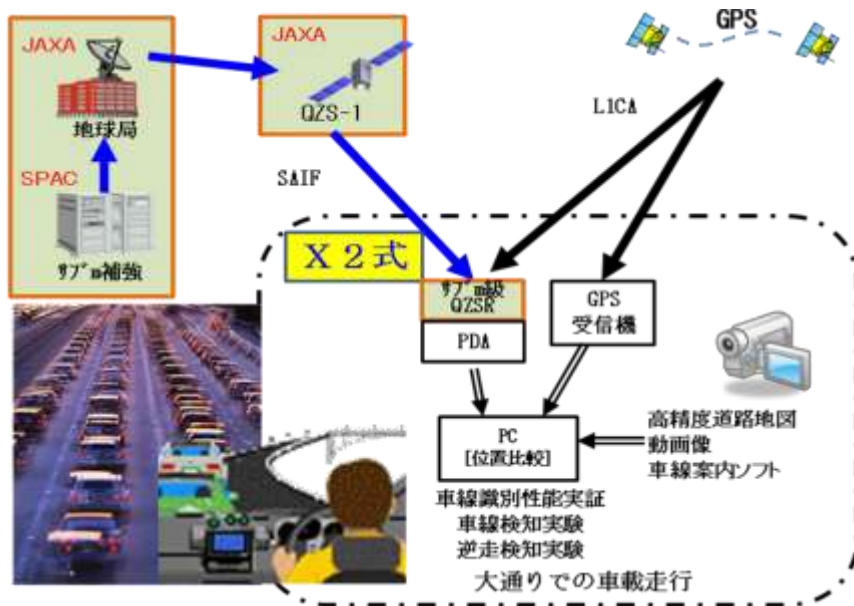 JAXA
地球局
SPAC
ｻﾌﾞm補強
JAXA
QZS-1
GPS
L1CA
SAIF
X2式
ｻﾌﾞm級
QZSR
PDA
GPS
受信機
PC
[位置比較]
高精度道路地図
動画像
車線案内ソフト
車線識別性能実証
車線検知実験
逆走検知実験
大通りでの車載走行